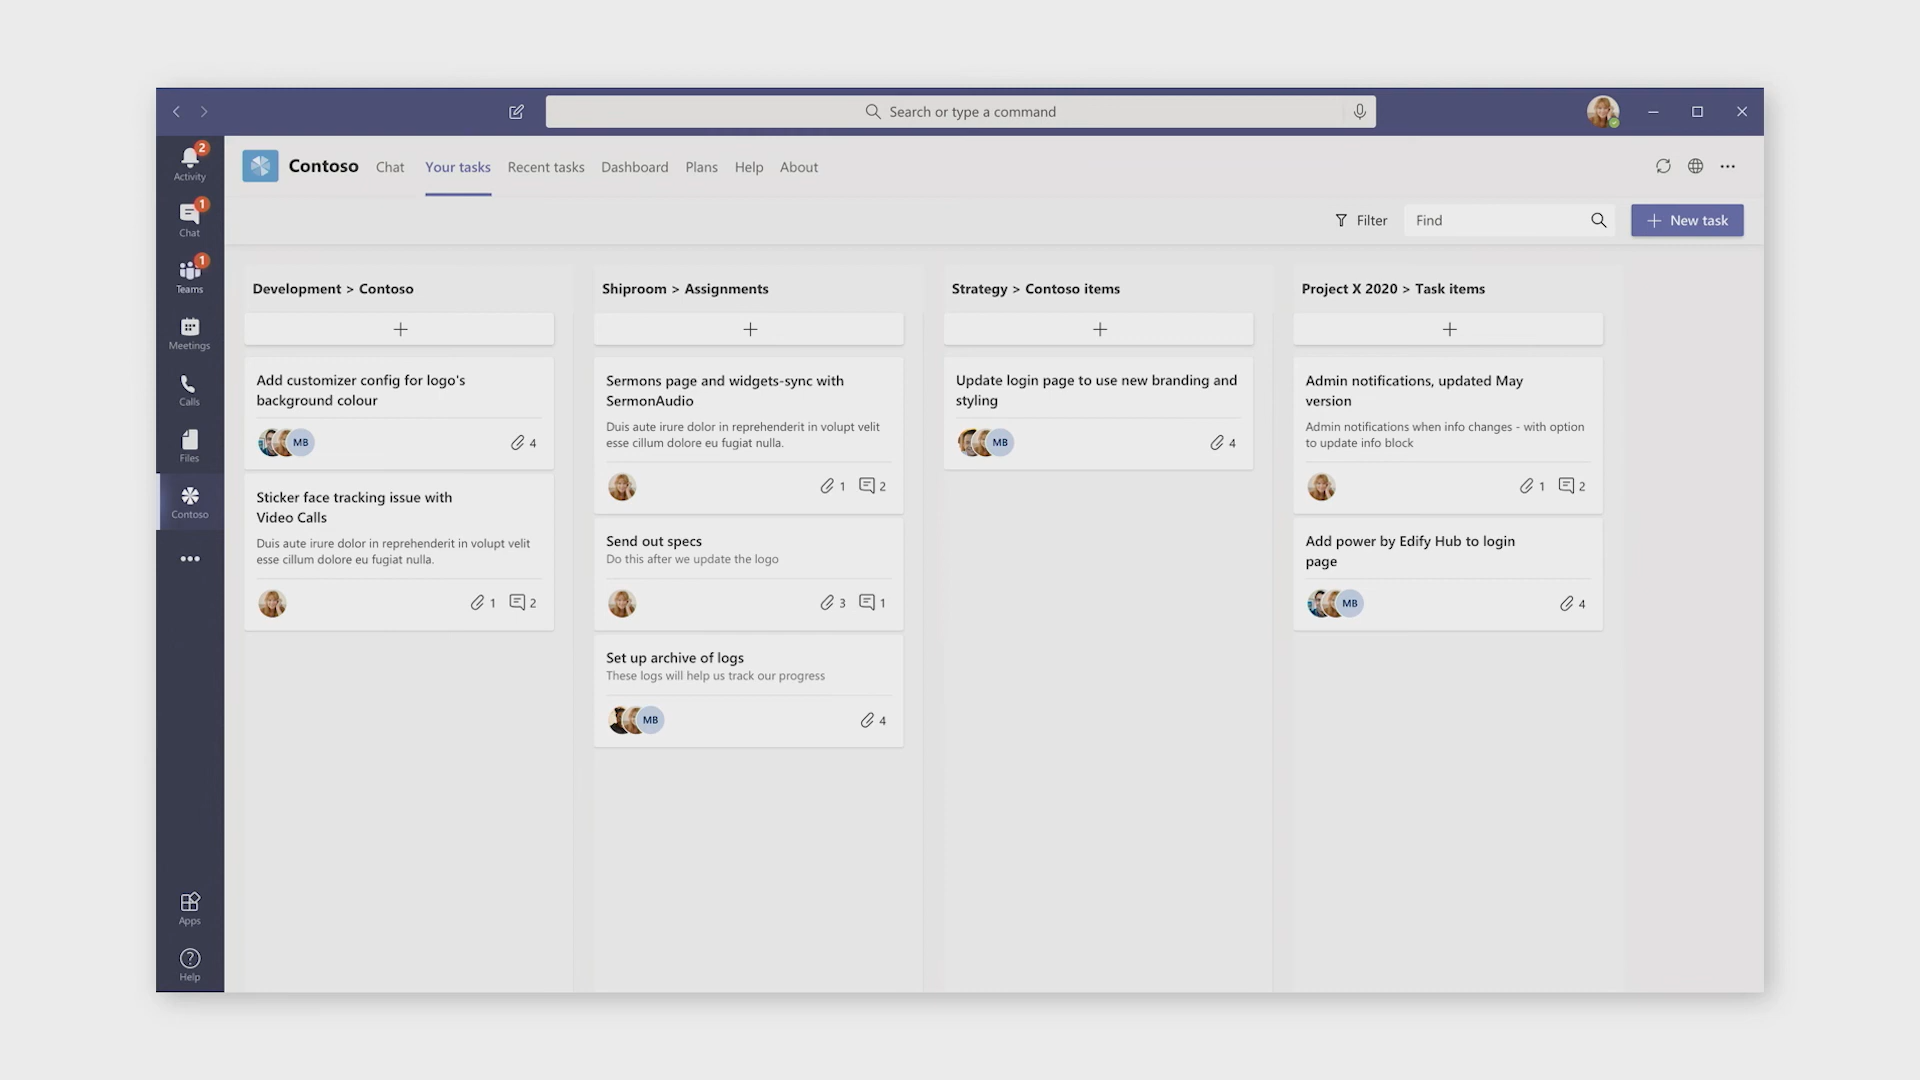 Search or type a command
2
Activity
1
Chat
1
Teams
Meetings
Calls
Files
Contoso
Apps
Help
Contoso
Chat
Your tasks
Recent tasks
Dashboard
Plans
Help
About
Filter
Find
New task
Development > Contoso
Add customizer config for logo's
background colour
MB
4
Sticker face tracking issue with
Video Calls
Duis aute irure dolor in reprehenderit in volupt velit
esse cillum dolore eu fugiat nulla.
1 2
Shiproom > Assignments
Sermons page and widgets-sync with
SermonAudio
Duis aute irure dolor in reprehenderit in volupt velit
esse cillum dolore eu fugiat nulla.
1 2
Send out specs
Do this after we update the logo
3 1
Set up archive of logs
These logs will help us track our progress
MB
4
Strategy > Contoso items
Update login page to use new branding and
styling
MB
4
Project X 2020 > Task items
Admin notifications, updated May
version
Admin notifications when info changes - with option
to update info block
1 2
Add power by Edify Hub to login
page
MB
4